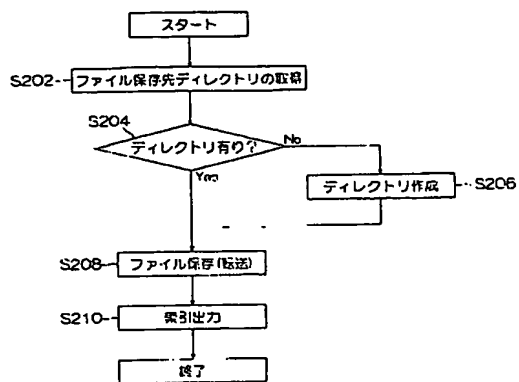 スタート
S202 ファイル保存先ディレクトリの取得
S204
ディレクトリ有り?
No
Yes
ディレクトリ作成 S206
S208 ファイル保存(転送)
S210 索引出力
終了